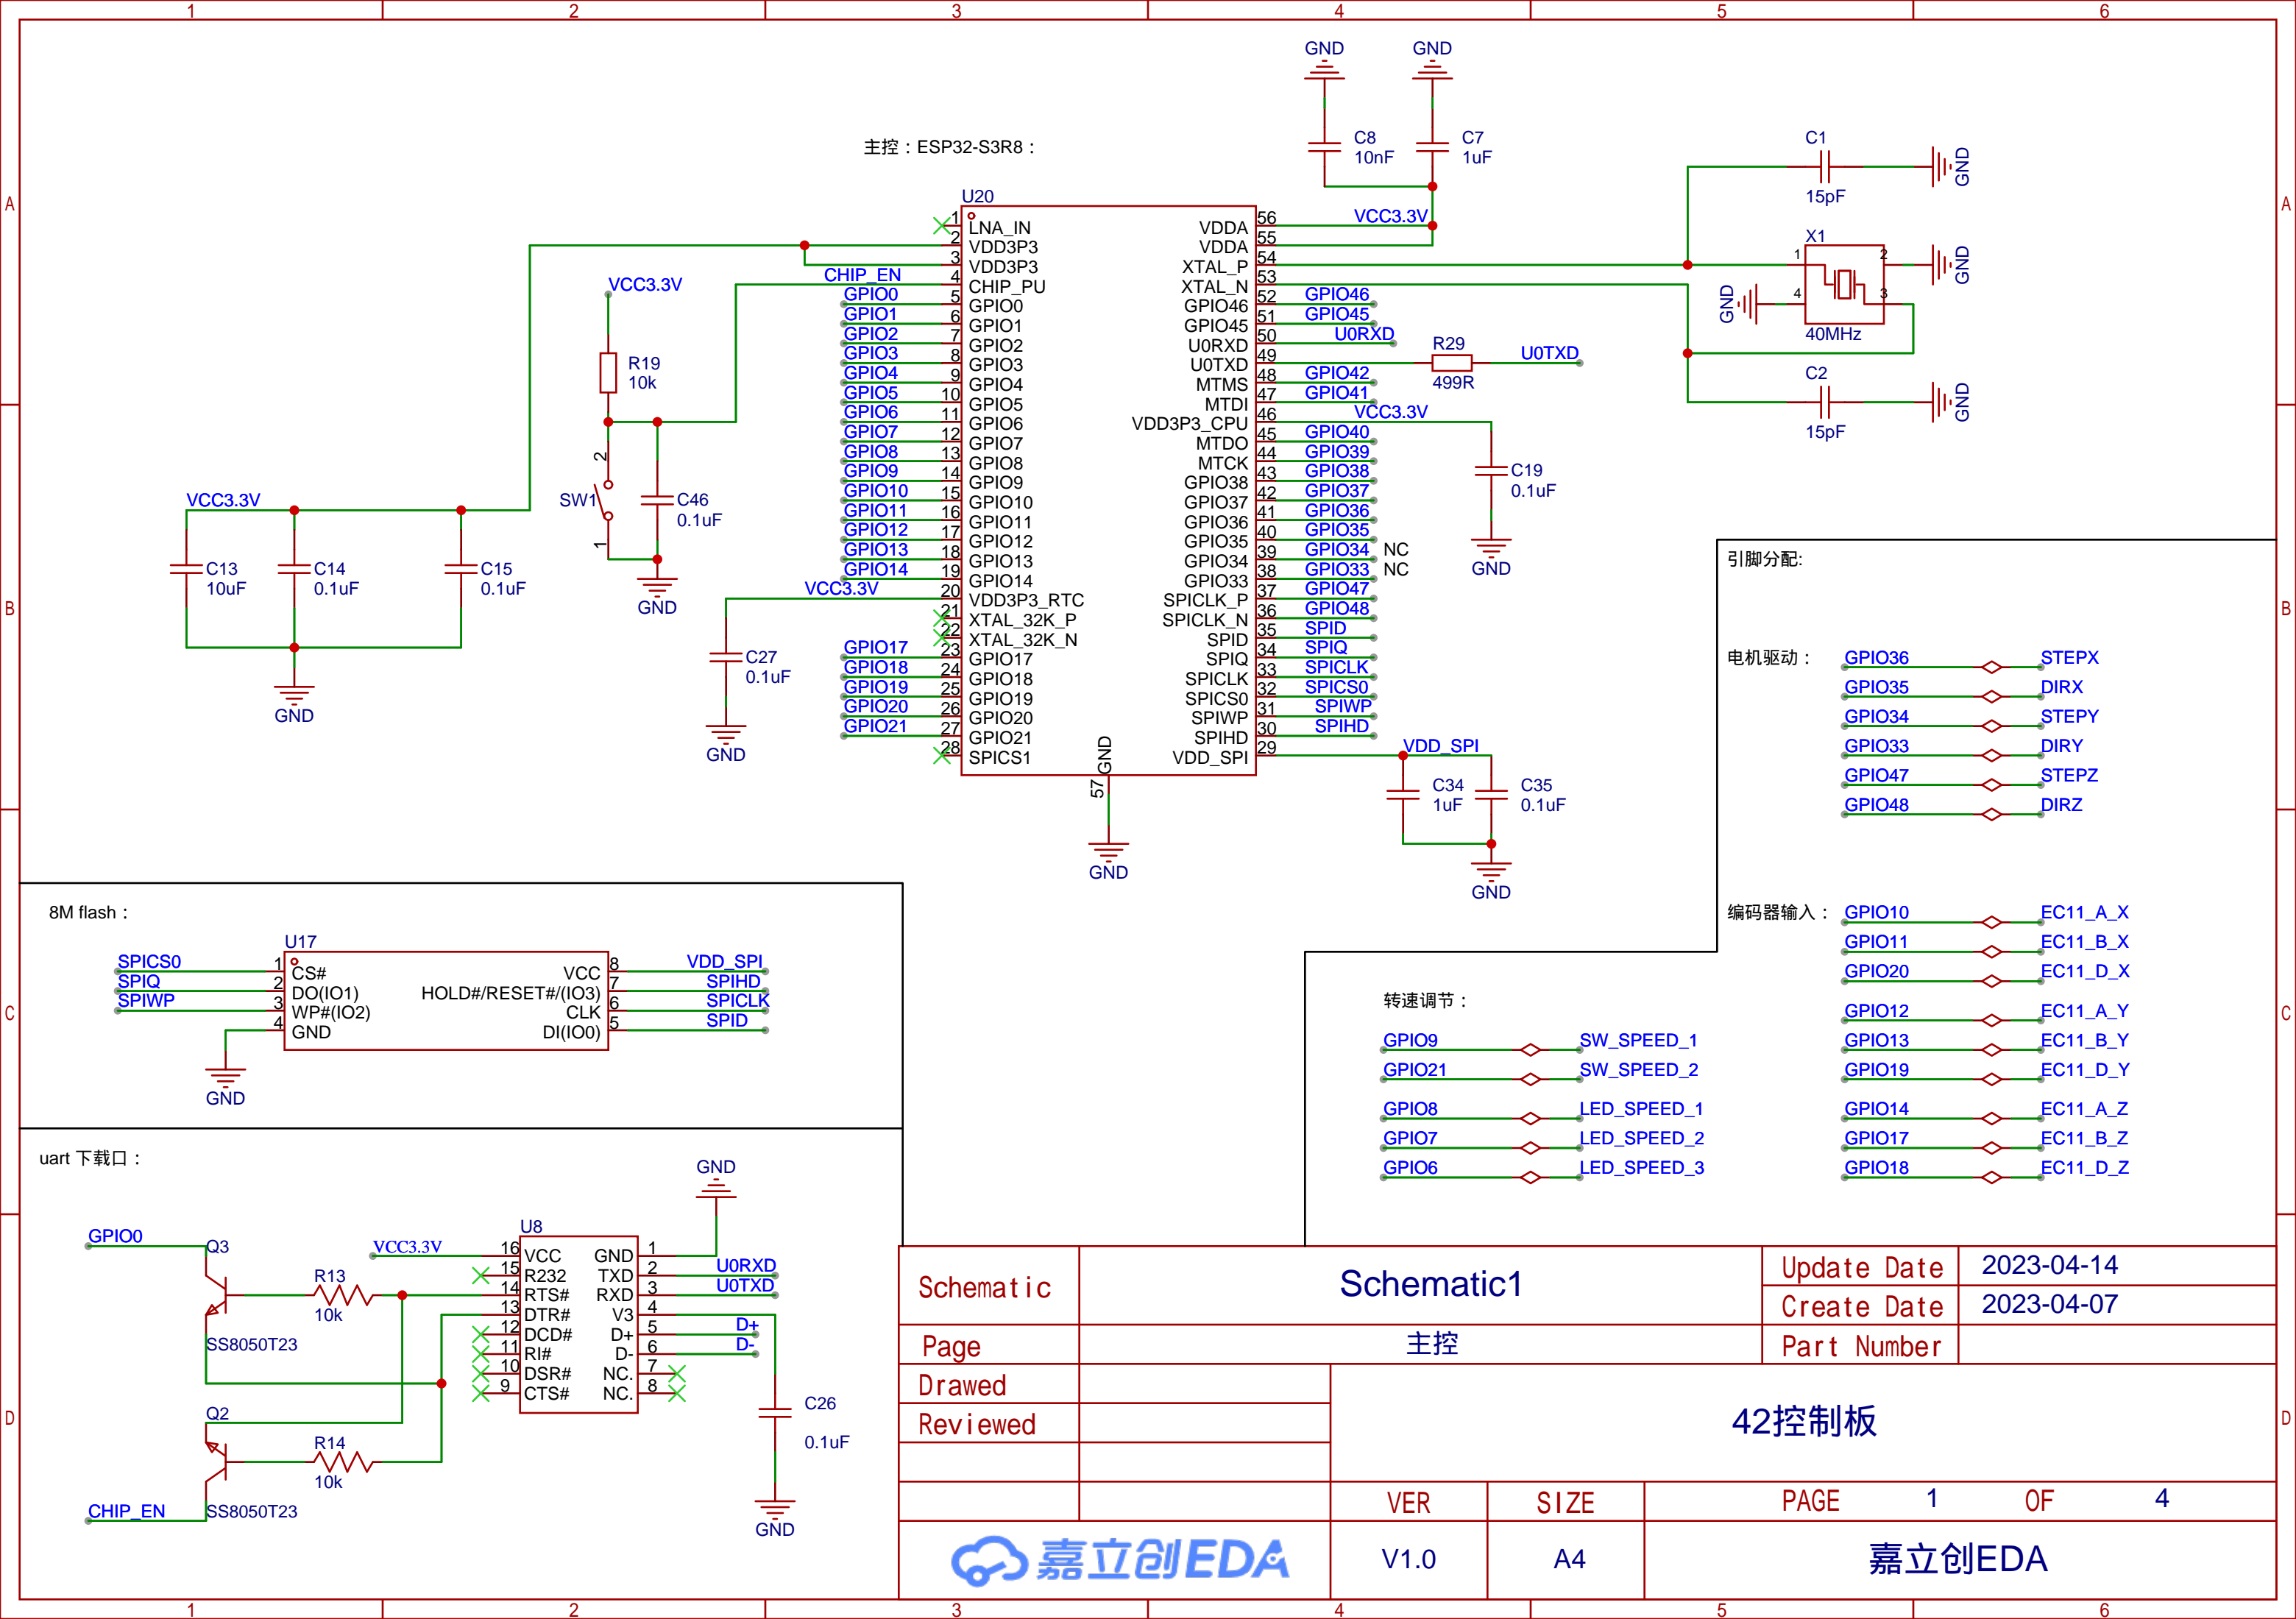 1 2 3 4 5 6
A
B
C
D
A
B
C
D
主控：ESP32-S3R8：
GND GND
C8
10nF
C7
1uF
U20
1 LNA_IN
2 VDD3P3
3 VDD3P3
CHIP_EN 4 CHIP_PU
GPIO0 5 GPIO0
GPIO1 6 GPIO1
GPIO2 7 GPIO2
GPIO3 8 GPIO3
GPIO4 9 GPIO4
GPIO5 10 GPIO5
GPIO6 11 GPIO6
GPIO7 12 GPIO7
GPIO8 13 GPIO8
GPIO9 14 GPIO9
GPIO10 15 GPIO10
GPIO11 16 GPIO11
GPIO12 17 GPIO12
GPIO13 18 GPIO13
GPIO14 19 GPIO14
VCC3.3V 20 VDD3P3_RTC
21 XTAL_32K_P
22 XTAL_32K_N
GPIO17 23 GPIO17
GPIO18 24 GPIO18
GPIO19 25 GPIO19
GPIO20 26 GPIO20
GPIO21 27 GPIO21
28 SPICS1
VDDA 56 VCC3.3V
VDDA 55
XTAL_P 54
XTAL_N 53
GPIO46 52 GPIO46
GPIO45 51 GPIO45
U0RXD 50 U0RXD
U0TXD 49
MTMS 48 GPIO42
MTDI 47 GPIO41
VDD3P3_CPU 46 VCC3.3V
MTDO 45 GPIO40
MTCK 44 GPIO39
GPIO38 43 GPIO38
GPIO37 42 GPIO37
GPIO36 41 GPIO36
GPIO35 40 GPIO35
GPIO34 39 GPIO34 NC
GPIO33 38 GPIO33 NC
SPICLK_P 37 GPIO47
SPICLK_N 36 GPIO48
SPID 35 SPID
SPIQ 34 SPIQ
SPICLK 33 SPICLK
SPICS0 32 SPICS0
SPIWP 31 SPIWP
SPIHD 30 SPIHD
VDD_SPI 29 VDD_SPI
GND
57
GND
R29
499R
U0TXD
C1
15pF
GND
X1
1 2
4 3
40MHz
GND
GND
C2
15pF
GND
C19
0.1uF
GND
C34
1uF
C35
0.1uF
GND
VCC3.3V
R19
10k
2
SW1
1
C46
0.1uF
GND
VCC3.3V
C13
10uF
C14
0.1uF
C15
0.1uF
GND
C27
0.1uF
GND
引脚分配:
电机驱动：
GPIO36 STEPX
GPIO35 DIRX
GPIO34 STEPY
GPIO33 DIRY
GPIO47 STEPZ
GPIO48 DIRZ
编码器输入：
GPIO10 EC11_A_X
GPIO11 EC11_B_X
GPIO20 EC11_D_X
GPIO12 EC11_A_Y
GPIO13 EC11_B_Y
GPIO19 EC11_D_Y
GPIO14 EC11_A_Z
GPIO17 EC11_B_Z
GPIO18 EC11_D_Z
转速调节：
GPIO9 SW_SPEED_1
GPIO21 SW_SPEED_2
GPIO8 LED_SPEED_1
GPIO7 LED_SPEED_2
GPIO6 LED_SPEED_3
8M flash：
U17
SPICS0 1 CS# VCC 8 VDD_SPI
SPIQ 2 DO(IO1) HOLD#/RESET#/(IO3) 7 SPIHD
SPIWP 3 WP#(IO2) CLK 6 SPICLK
4 GND DI(IO0) 5 SPID
GND
uart 下载口：
GND
U8
VCC3.3V 16 VCC GND 1
15 R232 TXD 2 U0RXD
14 RTS# RXD 3 U0TXD
13 DTR# V3 4
12 DCD# D+ 5 D+
11 RI# D- 6 D-
10 DSR# NC. 7
9 CTS# NC. 8
GPIO0
Q3
SS8050T23
R13
10k
Q2
SS8050T23
R14
10k
CHIP_EN
C26
0.1uF
GND
Schematic Schematic1 Update Date 2023-04-14
Create Date 2023-04-07
Page 主控 Part Number
Drawed
Reviewed
42控制板
VER SIZE PAGE 1 OF 4
嘉立创EDA V1.0 A4 嘉立创EDA
1 2 3 4 5 6